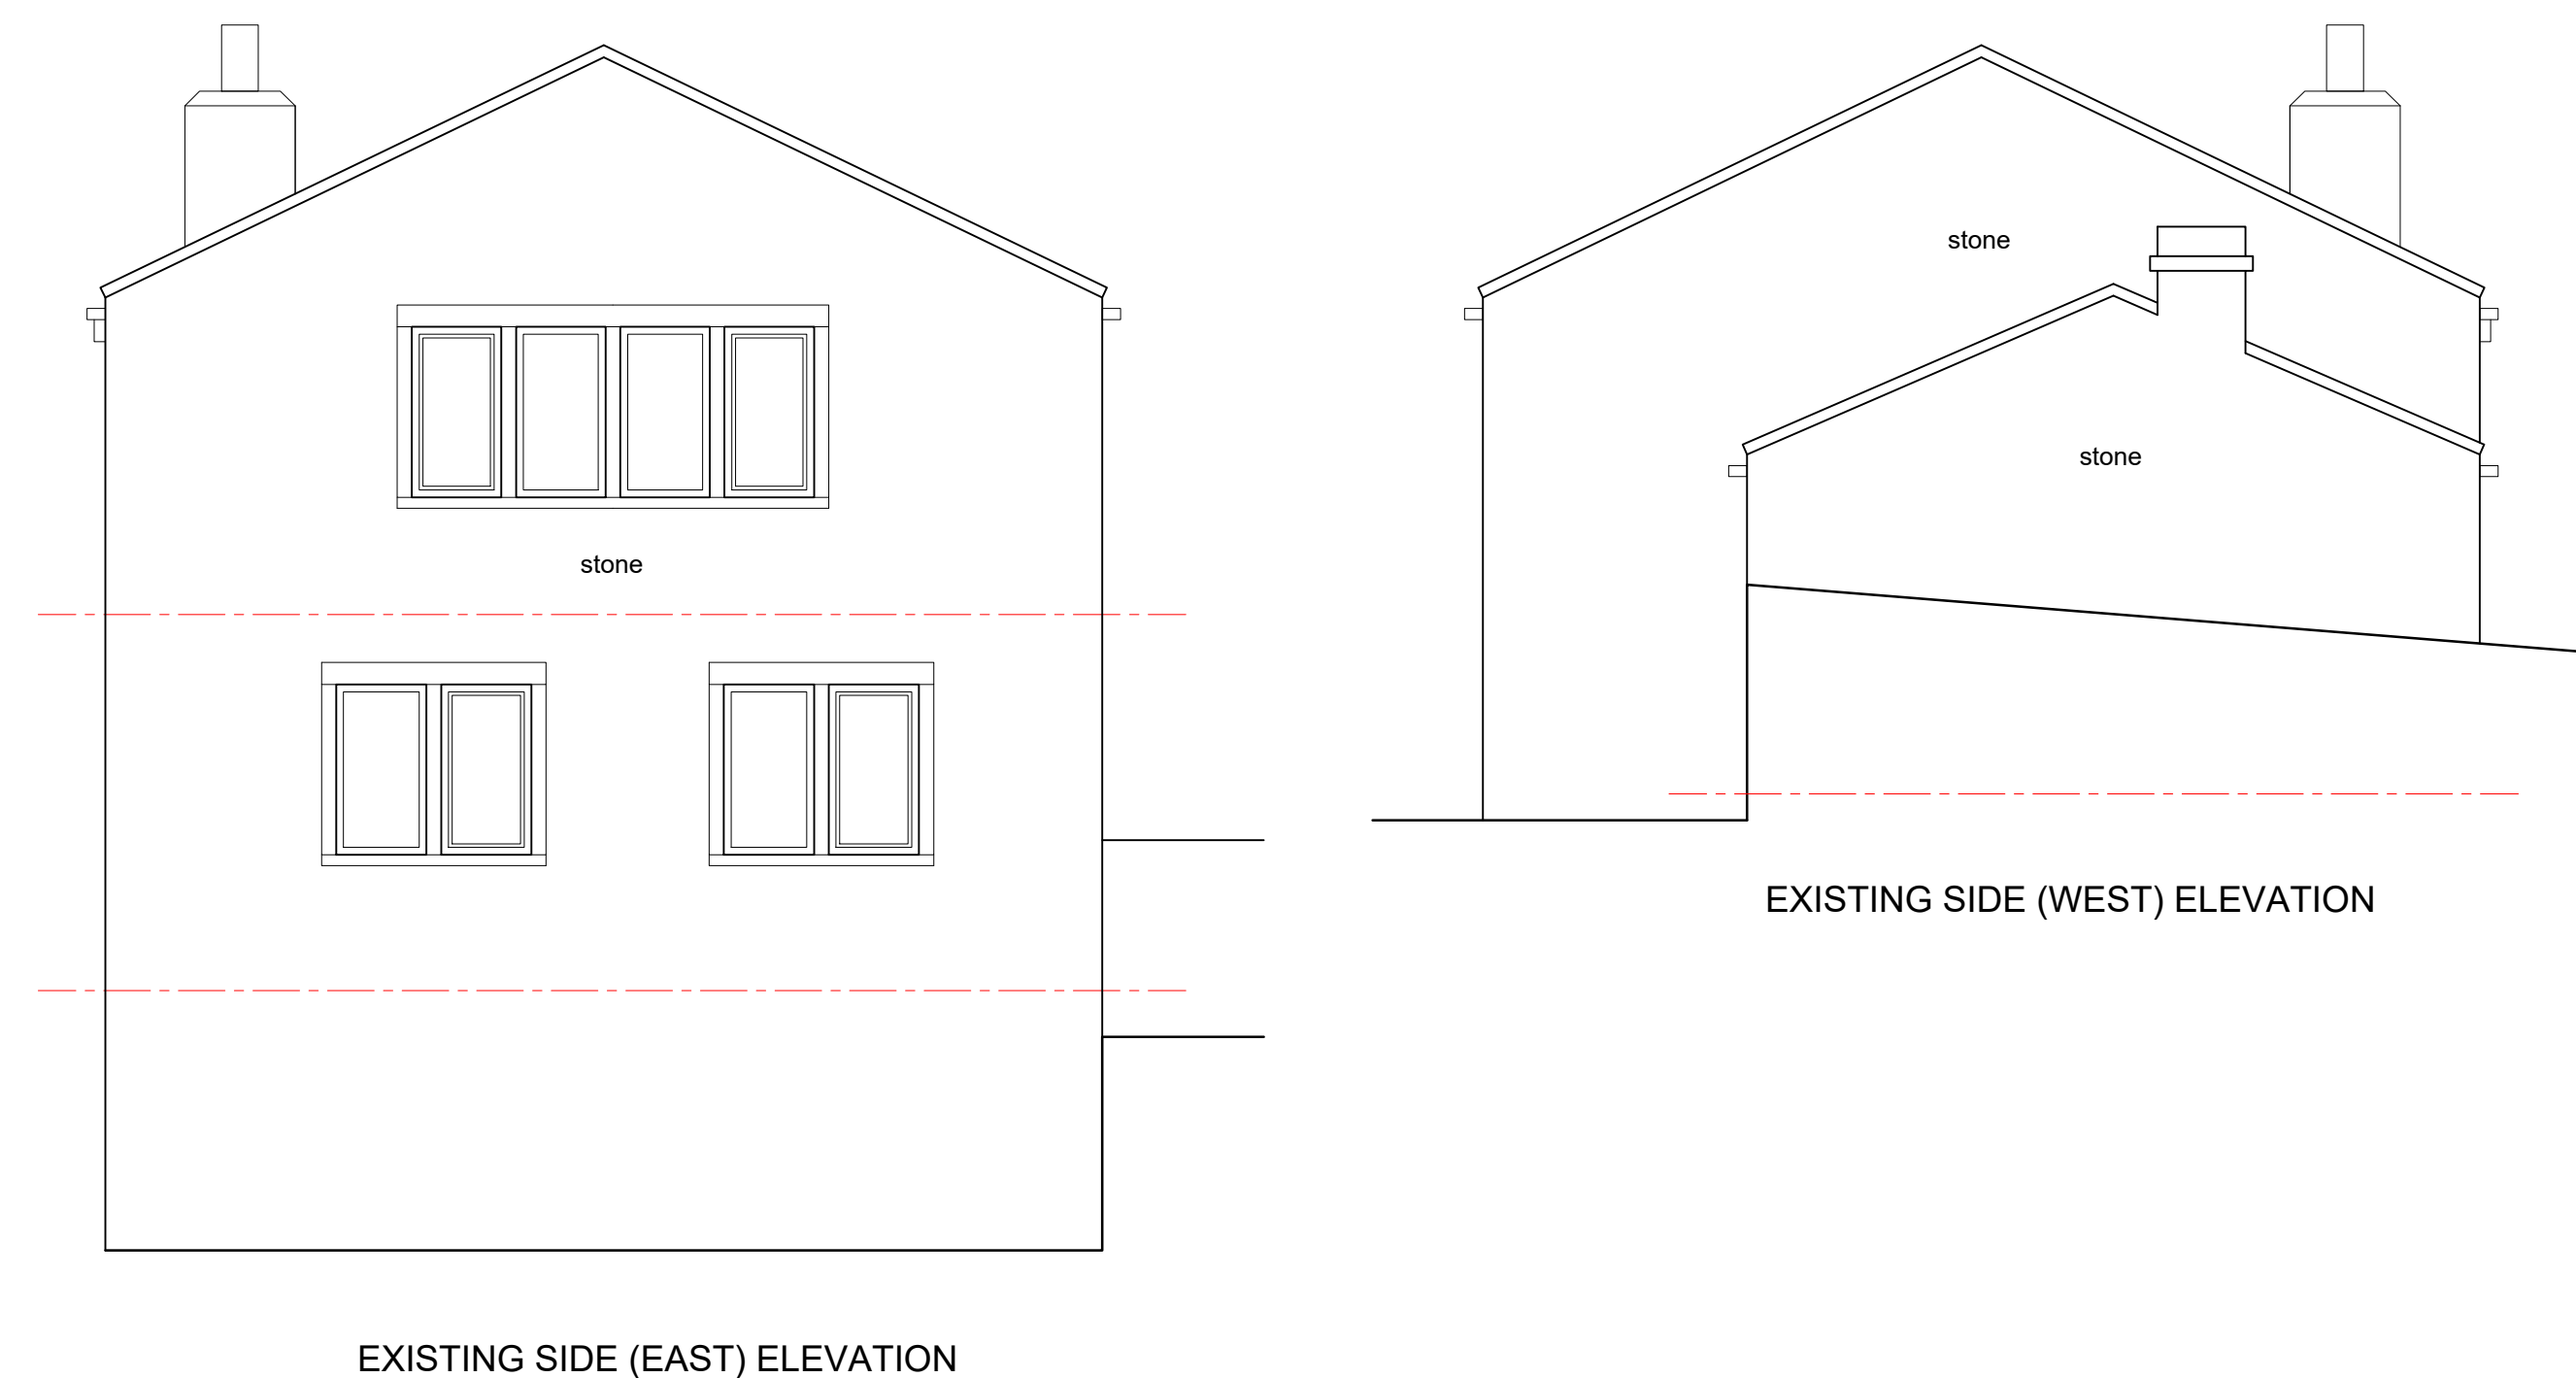 stone
EXISTING SIDE (EAST) ELEVATION
stone
stone
EXISTING SIDE (WEST) ELEVATION